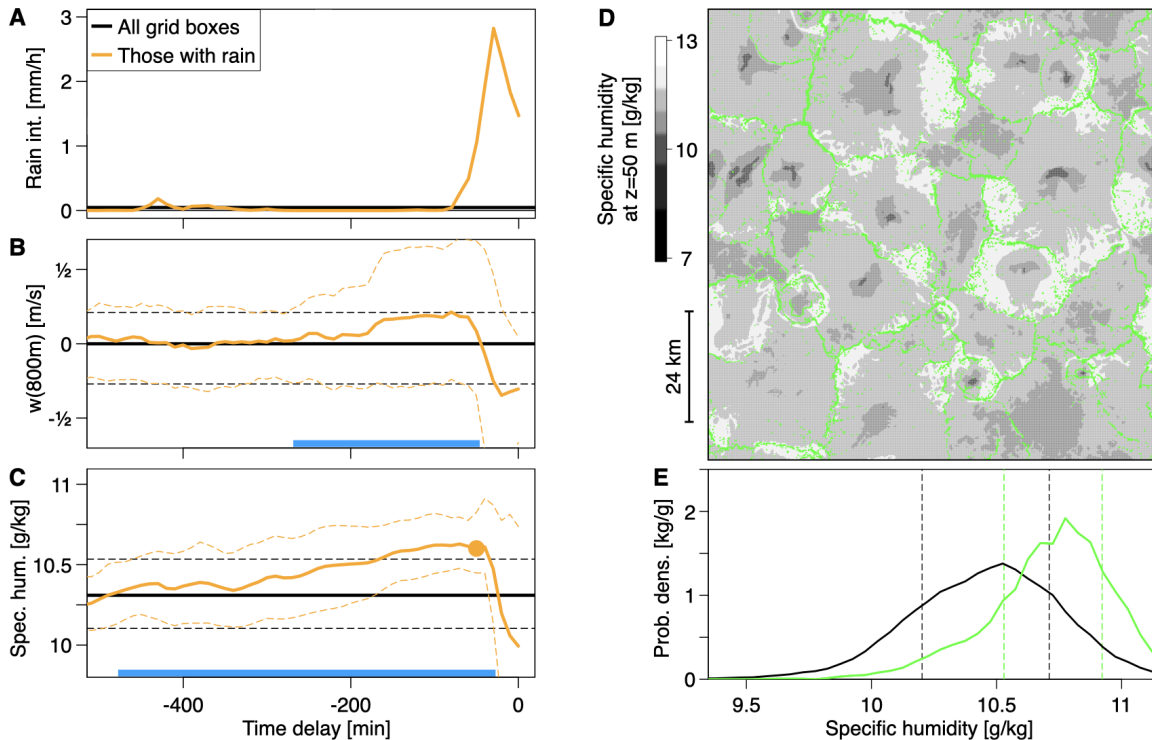 A
Rain int. [mm/h]
3
2
1
0
All grid boxes
Those with rain
B
w(800m) [m/s]
½
0
-½
C
Spec. hum. [g/kg]
11
10.5
10
-400
-200
0
Time delay [min]
D
Specific humidity
at z=50 m [g/kg]
13
10
7
24 km
E
Prob. dens. [kg/g]
2
1
0
9.5
10
10.5
11
Specific humidity [g/kg]